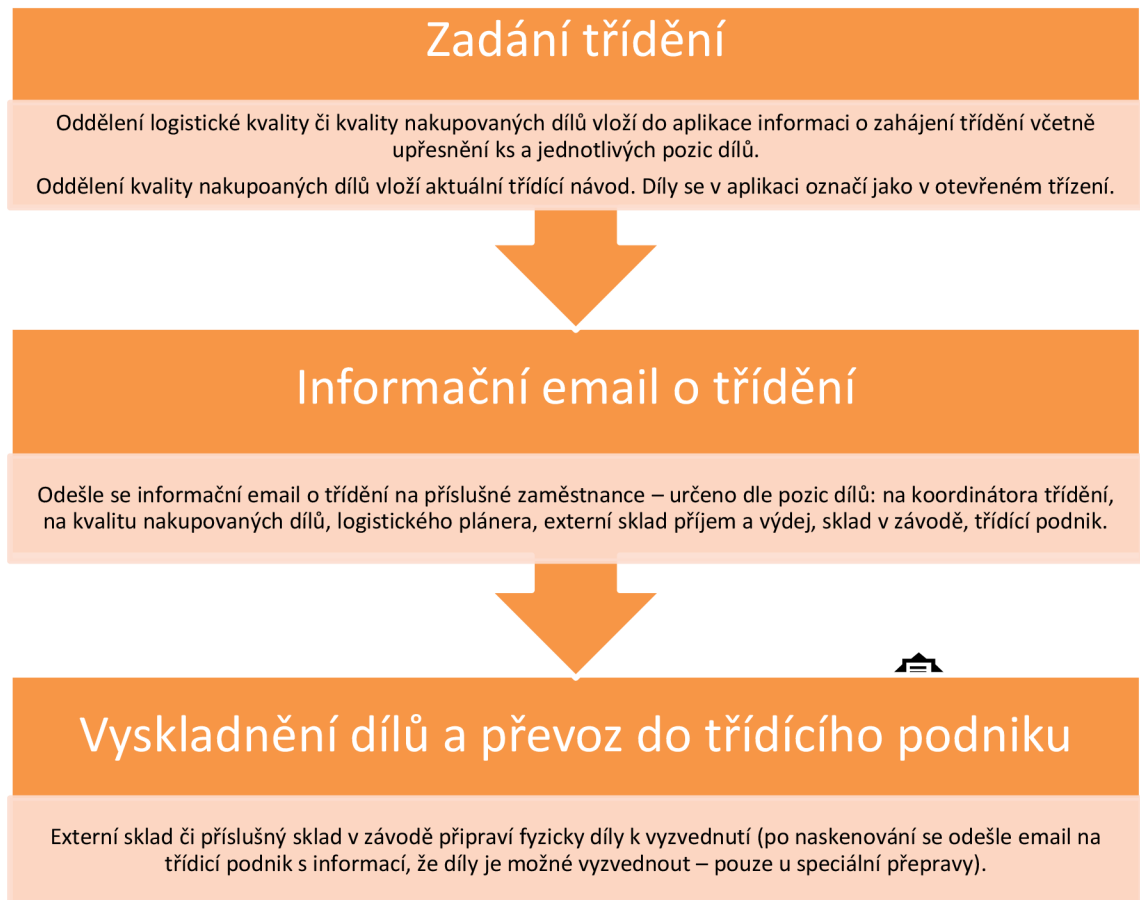 Zadání třídění
Oddělení logistické kvality či kvality nakupovaných dílů vloží do aplikace informaci o zahájení třídění včetně
upřesnění ks a jednotlivých pozic dílů.
Oddělení kvality nakupoaných dílů vloží aktuální třídící návod. Díly se v aplikaci označí jako v otevřeném třízení.
Informační email o třídění
Odešle se informační email o třídění na příslušné zaměstnance – určeno dle pozic dílů: na koordinátora třídění,
na kvalitu nakupovaných dílů, logistického plánera, externí sklad příjem a výdej, sklad v závodě, třídící podnik.
Vyskladnění dílů a převoz do třídícího podniku
Externí sklad či příslušný sklad v závodě připraví fyzicky díly k vyzvednutí (po naskenování se odešle email na
třídicí podnik s informací, že díly je možné vyzvednout – pouze u speciální přepravy).